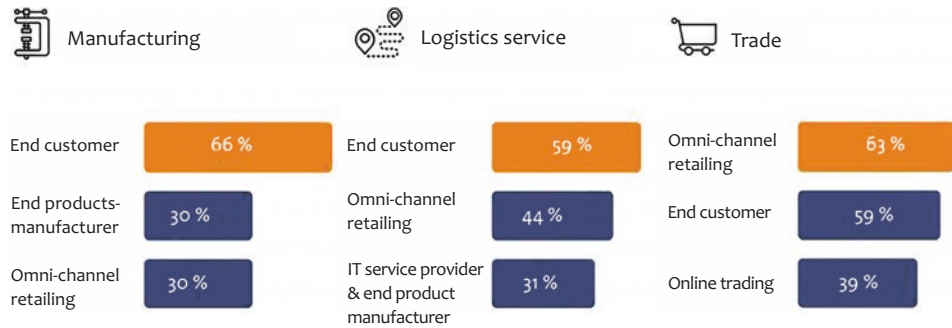 Manufacturing
Logistics service
Trade
End customer
66 %
End products-
manufacturer
30 %
Omni-channel
retailing
30 %
End customer
59 %
Omni-channel
retailing
44 %
IT service provider
& end product
manufacturer
31 %
Omni-channel
retailing
63 %
End customer
59 %
Online trading
39 %